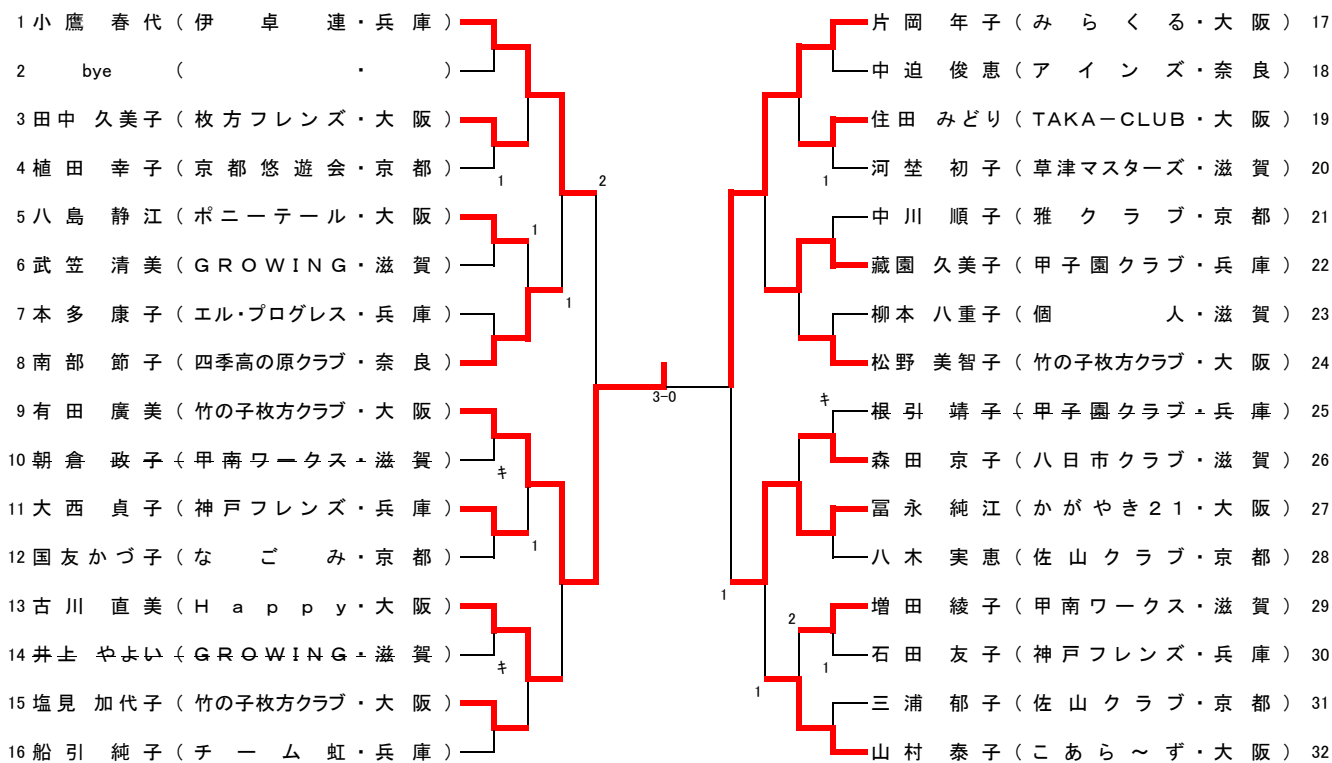 1 小鷹 春代 ( 伊卓連・兵庫 )
2 bye ( ・ )
3 田中 久美子 ( 枚方フレンズ・大阪 )
4 植田 幸子 ( 京都悠遊会・京都 )
1
2
5 八島 静江 ( ポニーテール・大阪 )
1
6 武笠 清美 ( GROWING・滋賀 )
7 本多 康子 ( エル・プログレス・兵庫 )
1
8 南部 節子 ( 四季高の原クラブ・奈良 )
9 有田 廣美 ( 竹の子枚方クラブ・大阪 )
10 朝倉 政子 ( 甲南ワークス・滋賀 )
キ
11 大西 貞子 ( 神戸フレンズ・兵庫 )
12 国友かづ子 ( なごみ・京都 )
1
13 古川 直美 ( Happy・大阪 )
14 井上 やよい ( GROWING・滋賀 )
キ
15 塩見 加代子 ( 竹の子枚方クラブ・大阪 )
16 船引 純子 ( チーム虹・兵庫 )
3-0
片岡 年子 ( みらくる・大阪 ) 17
中迫 俊恵 ( アインズ・奈良 ) 18
住田 みどり ( TAKA－CLUB・大阪 ) 19
河埜 初子 ( 草津マスターズ・滋賀 ) 20
1
中川 順子 ( 雅クラブ・京都 ) 21
藏園 久美子 ( 甲子園クラブ・兵庫 ) 22
柳本 八重子 ( 個人・滋賀 ) 23
松野 美智子 ( 竹の子枚方クラブ・大阪 ) 24
キ
根引 靖子 ( 甲子園クラブ・兵庫 ) 25
森田 京子 ( 八日市クラブ・滋賀 ) 26
冨永 純江 ( かがやき21・大阪 ) 27
八木 実恵 ( 佐山クラブ・京都 ) 28
1
増田 綾子 ( 甲南ワークス・滋賀 ) 29
2
石田 友子 ( 神戸フレンズ・兵庫 ) 30
1
1
三浦 郁子 ( 佐山クラブ・京都 ) 31
山村 泰子 ( こあら～ず・大阪 ) 32